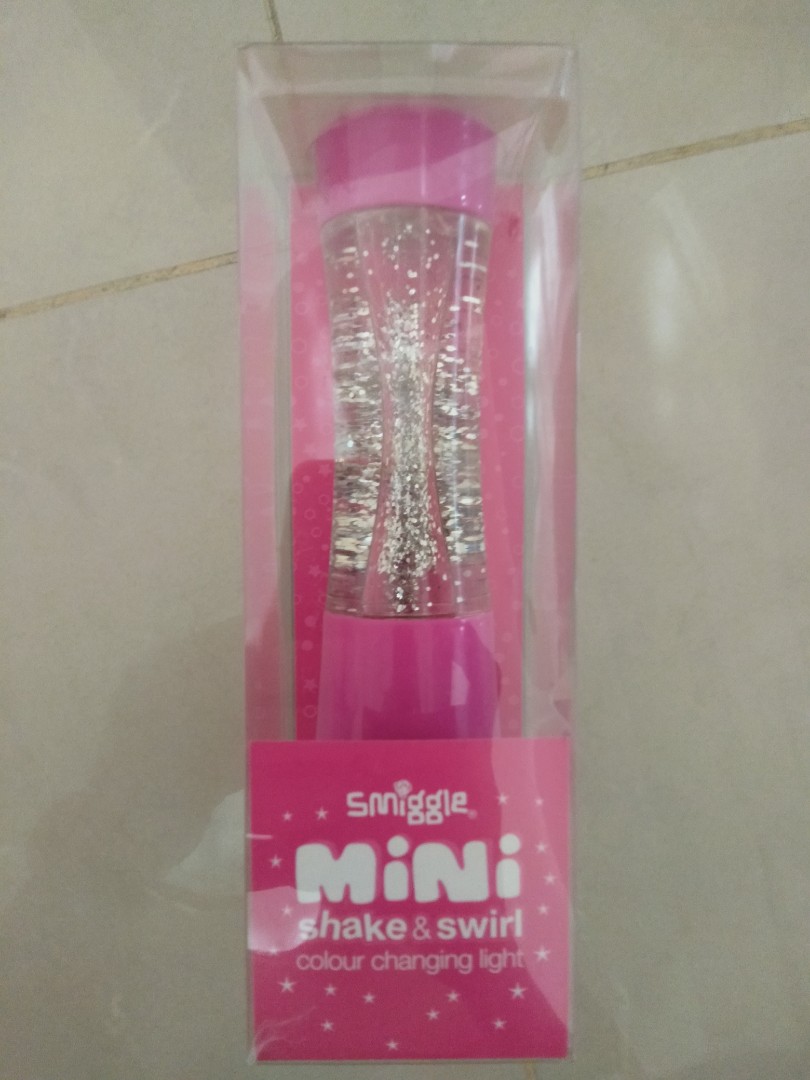 smiggle®
MiNi
shake & swirl
colour changing light